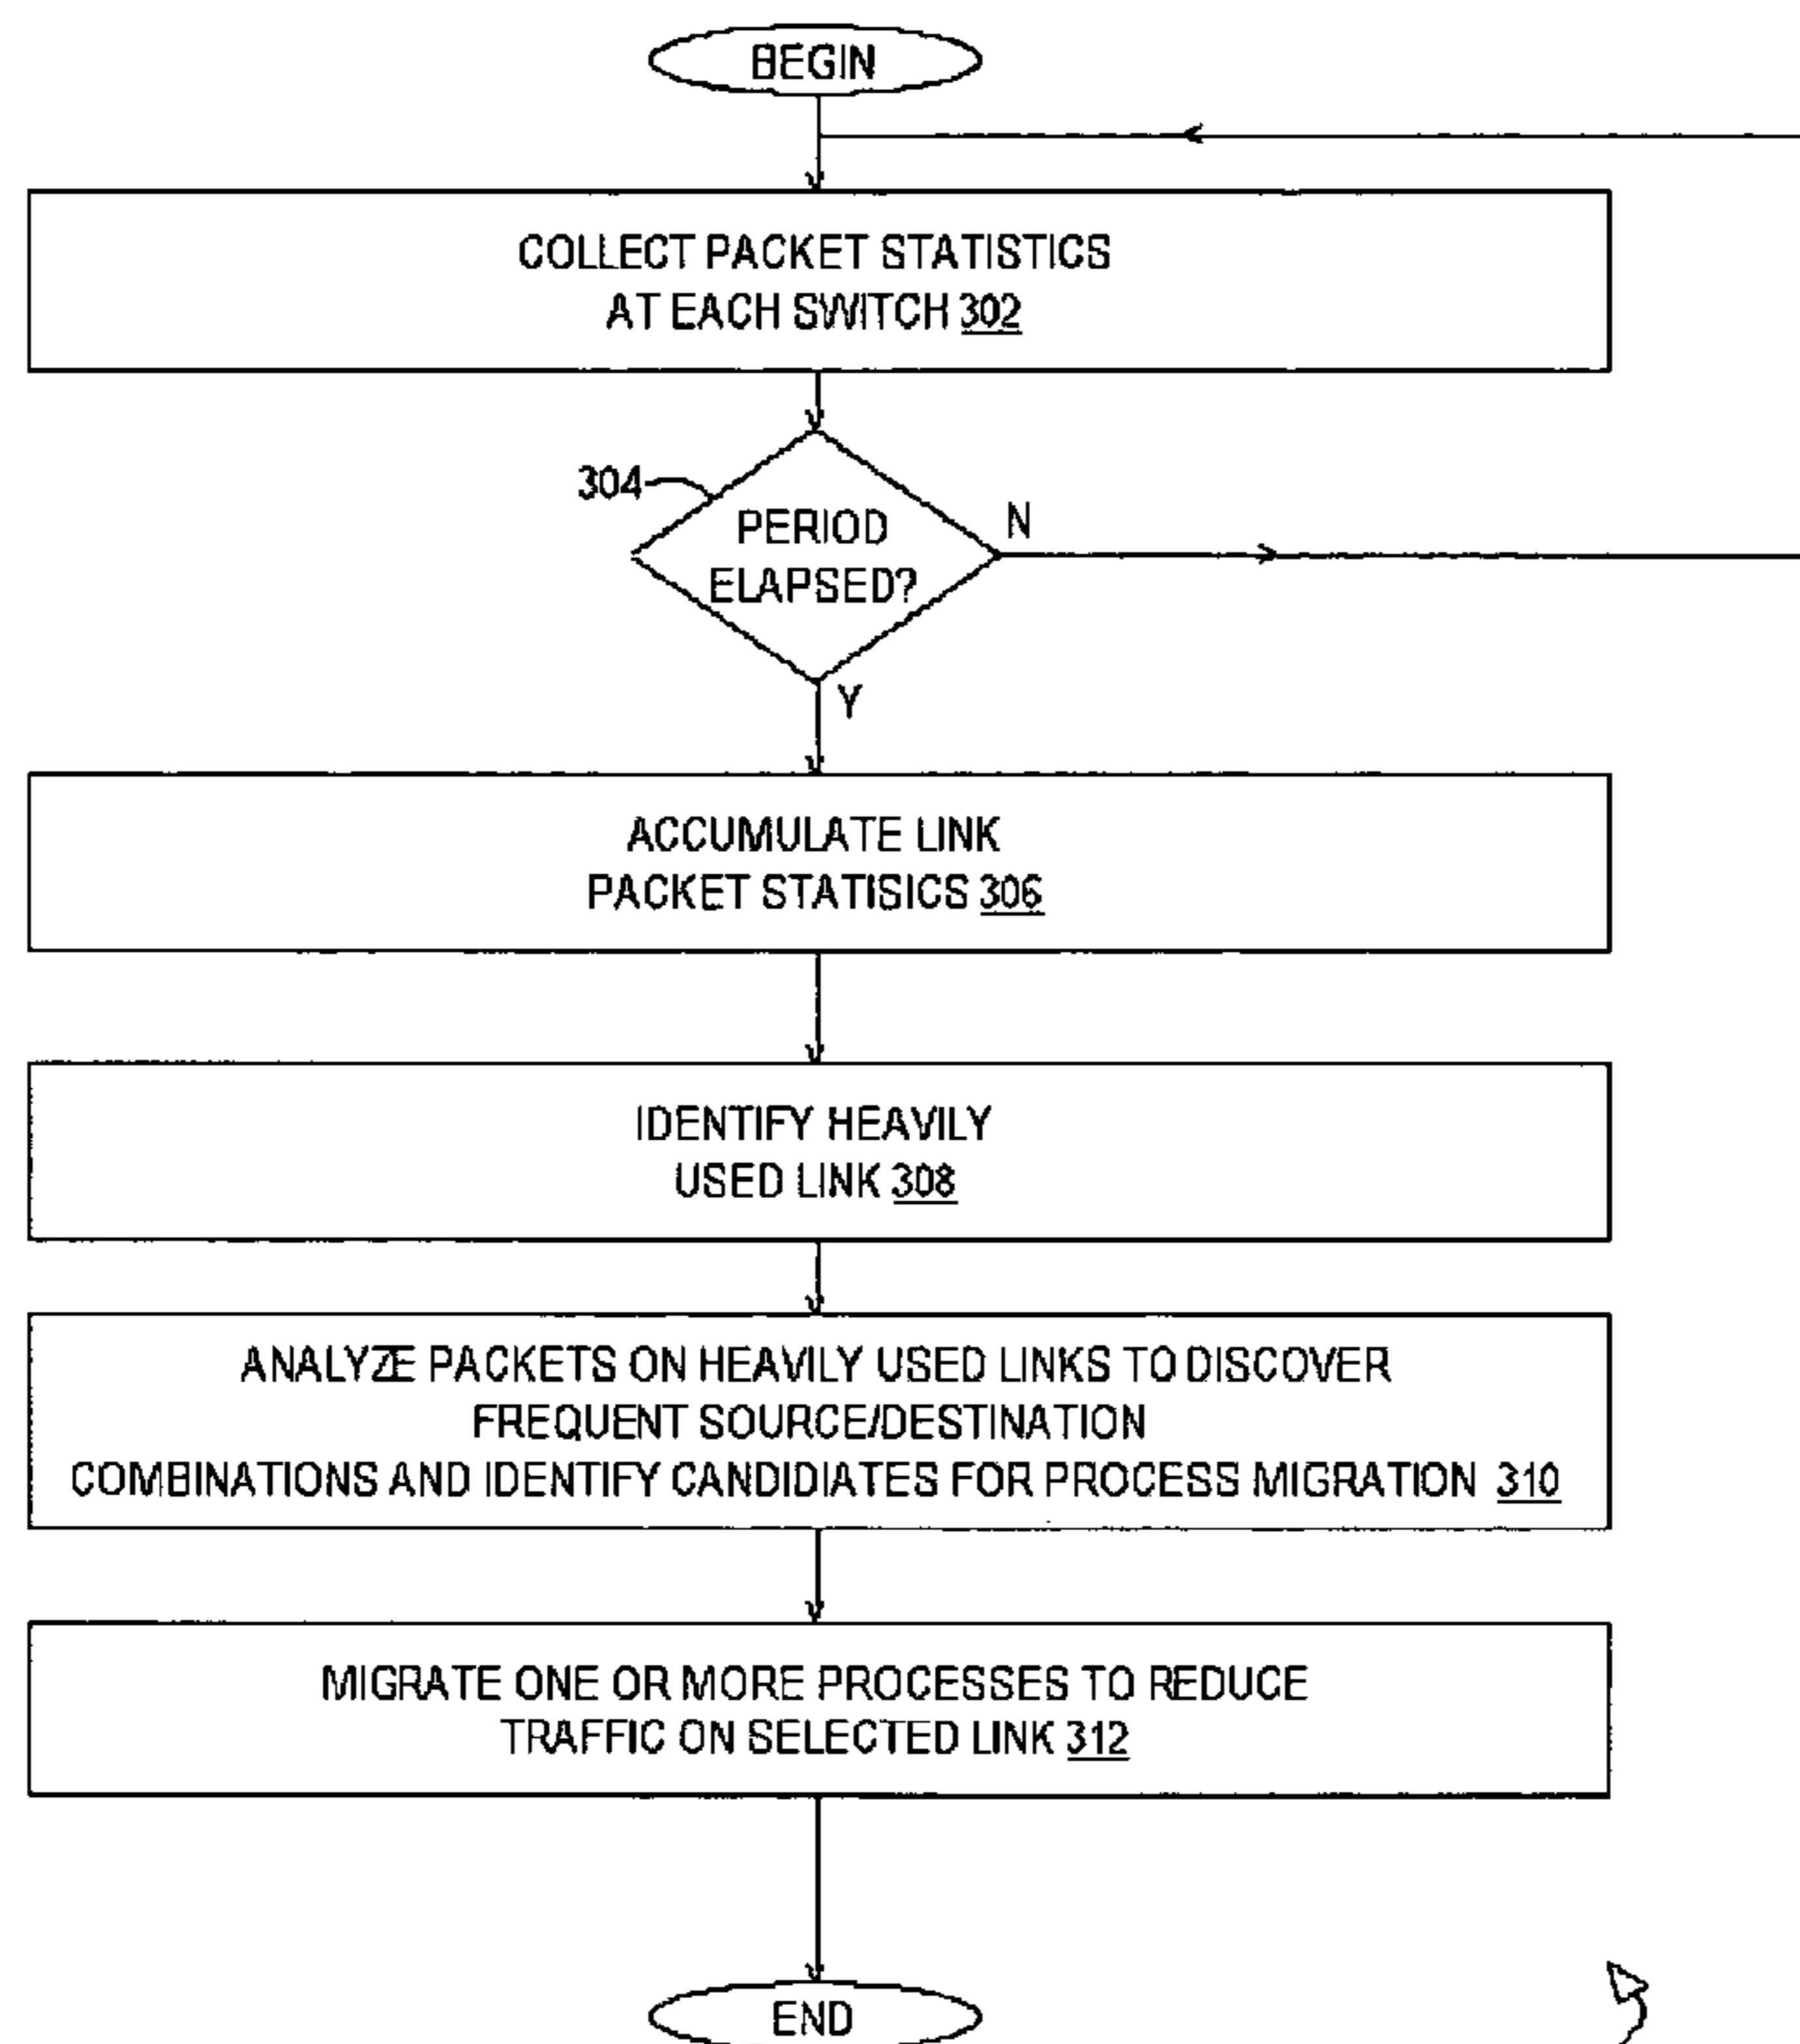 BEGIN
COLLECT PACKET STATISTICS
AT EACH SWITCH 302
304
PERIOD
ELAPSED?
N
Y
ACCUMULATE LINK
PACKET STATISICS 306
IDENTIFY HEAVILY
USED LINK 308
ANALYZE PACKETS ON HEAVILY USED LINKS TO DISCOVER
FREQUENT SOURCE/DESTINATION
COMBINATIONS AND IDENTIFY CANDIDIATES FOR PROCESS MIGRATION 310
MIGRATE ONE OR MORE PROCESSES TO REDUCE
TRAFFIC ON SELECTED LINK 312
END